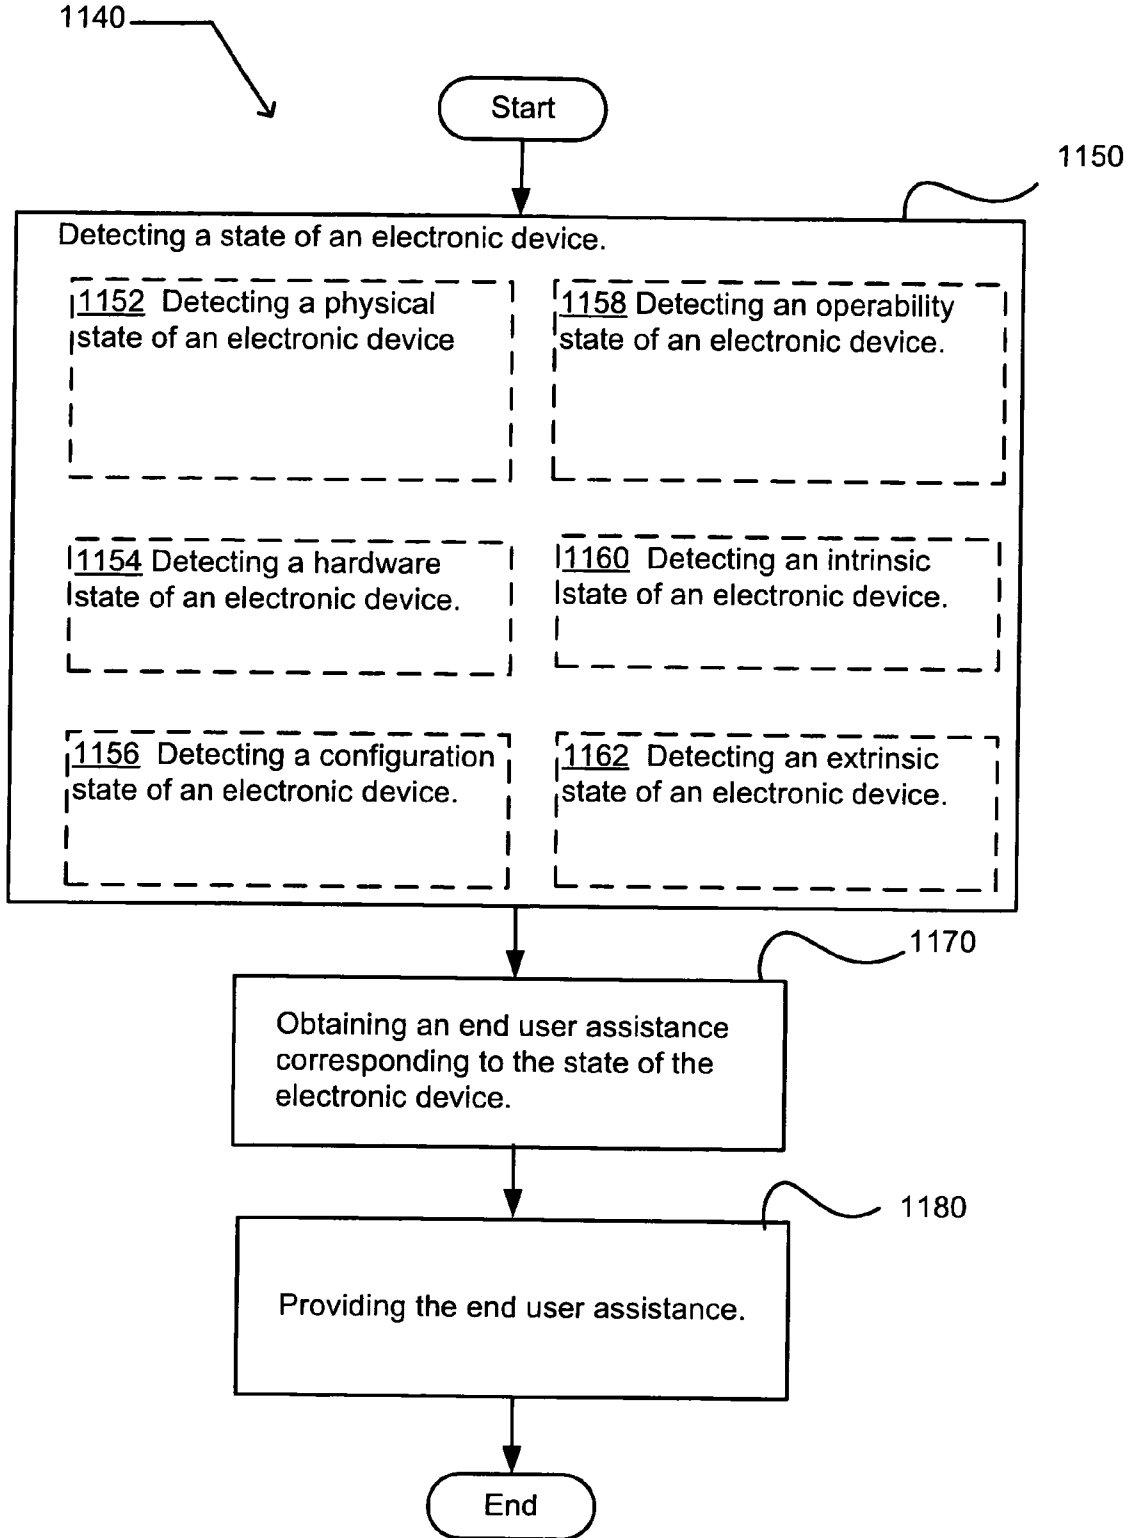 1140
Start
1150
Detecting a state of an electronic device.
1152 Detecting a physical
state of an electronic device
1158 Detecting an operability
state of an electronic device.
1154 Detecting a hardware
state of an electronic device.
1160 Detecting an intrinsic
state of an electronic device.
1156 Detecting a configuration
state of an electronic device.
1162 Detecting an extrinsic
state of an electronic device.
1170
Obtaining an end user assistance
corresponding to the state of the
electronic device.
1180
Providing the end user assistance.
End